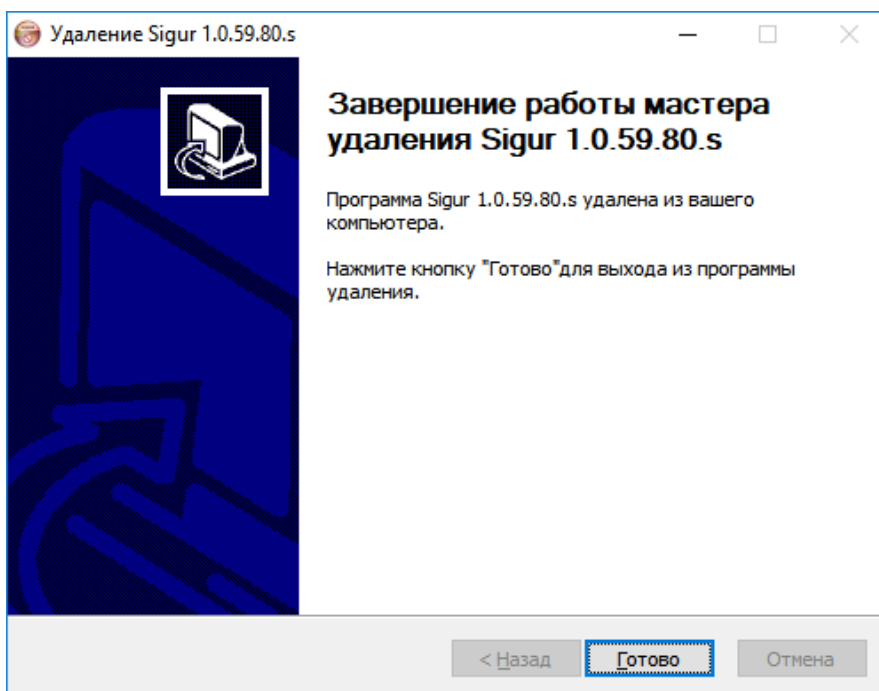 Удаление Sigur 1.0.59.80.s
Завершение работы мастера
удаления Sigur 1.0.59.80.s
Программа Sigur 1.0.59.80.s удалена из вашего
компьютера.
Нажмите кнопку "Готово"для выхода из программы
удаления.
< Назад
Готово
Отмена